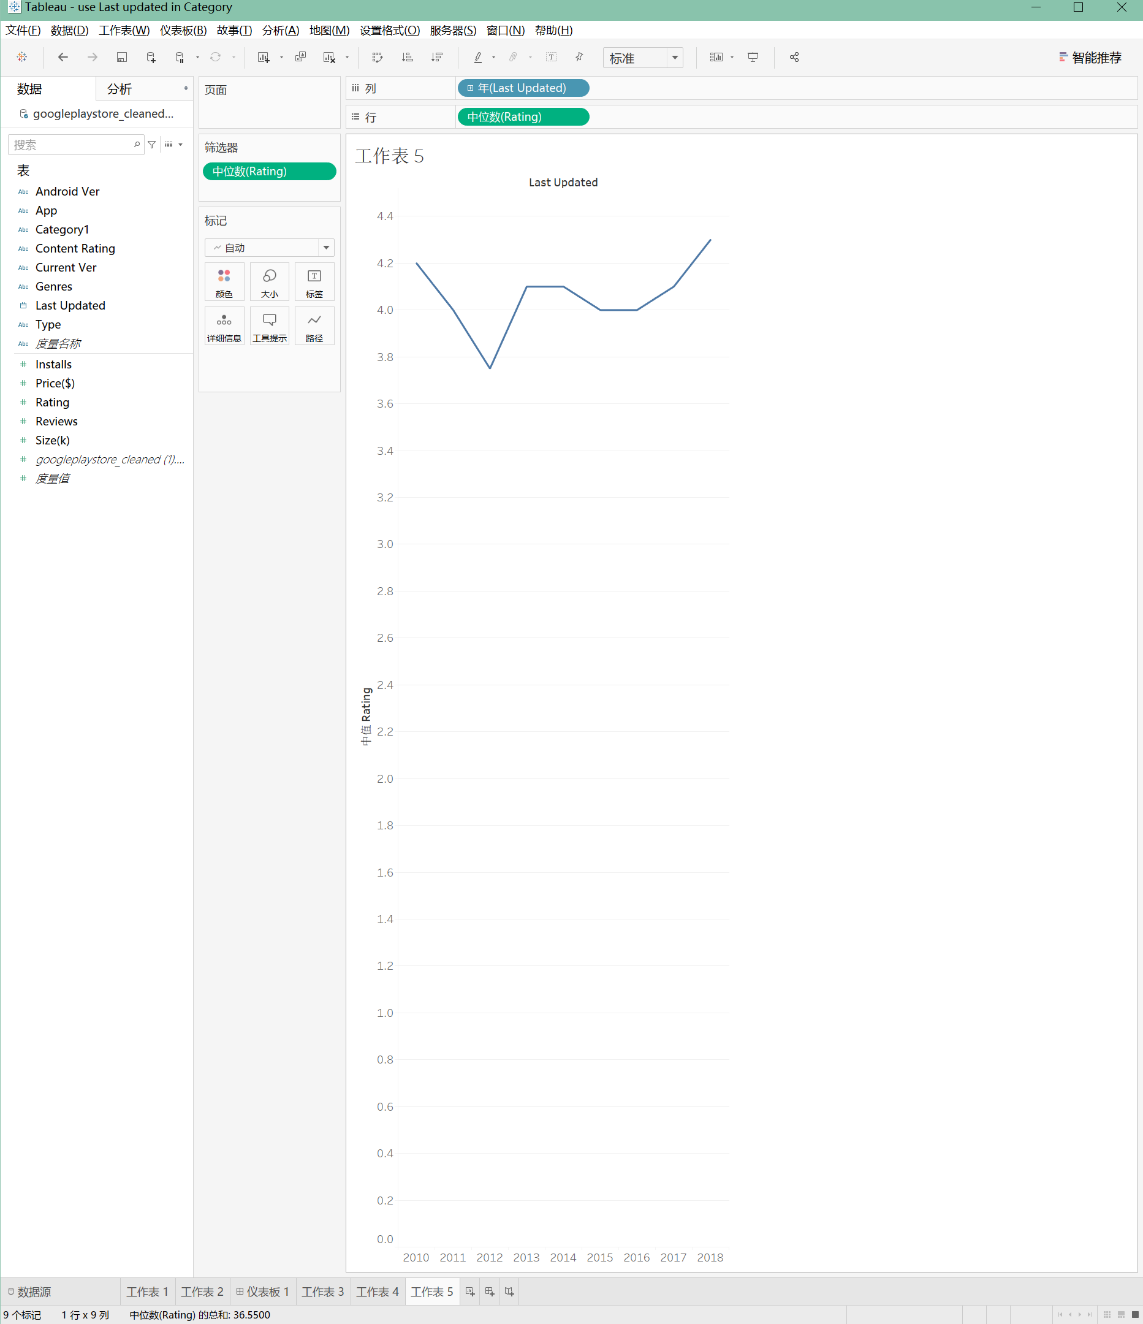 Tableau - use Last updated in Category
文件(F) 数据(D) 工作表(W) 仪表板(B) 故事(T) 分析(A) 地图(M) 设置格式(O) 服务器(S) 窗口(N) 帮助(H)
标准
智能推荐
数据 分析
googleplaystore_cleaned...
搜索
表
Abc Android Ver
Abc App
Abc Category1
Abc Content Rating
Abc Current Ver
Abc Genres
Last Updated
Abc Type
Abc 度量名称
# Installs
# Price($)
# Rating
# Reviews
# Size(k)
# googleplaystore_cleaned (1)....
# 度量值
页面
筛选器
中位数(Rating)
标记
自动
颜色 大小 标签
详细信息 工具提示 路径
列 年(Last Updated)
行 中位数(Rating)
工作表 5
Last Updated
4.4
4.2
4.0
3.8
3.6
3.4
3.2
3.0
2.8
2.6
2.4
2.2
2.0
1.8
1.6
1.4
1.2
1.0
0.8
0.6
0.4
0.2
0.0
中值 Rating
2010 2011 2012 2013 2014 2015 2016 2017 2018
数据源 工作表 1 工作表 2 仪表板 1 工作表 3 工作表 4 工作表 5
9 个标记 1 行 x 9 列 中位数(Rating) 的总和: 36.5500